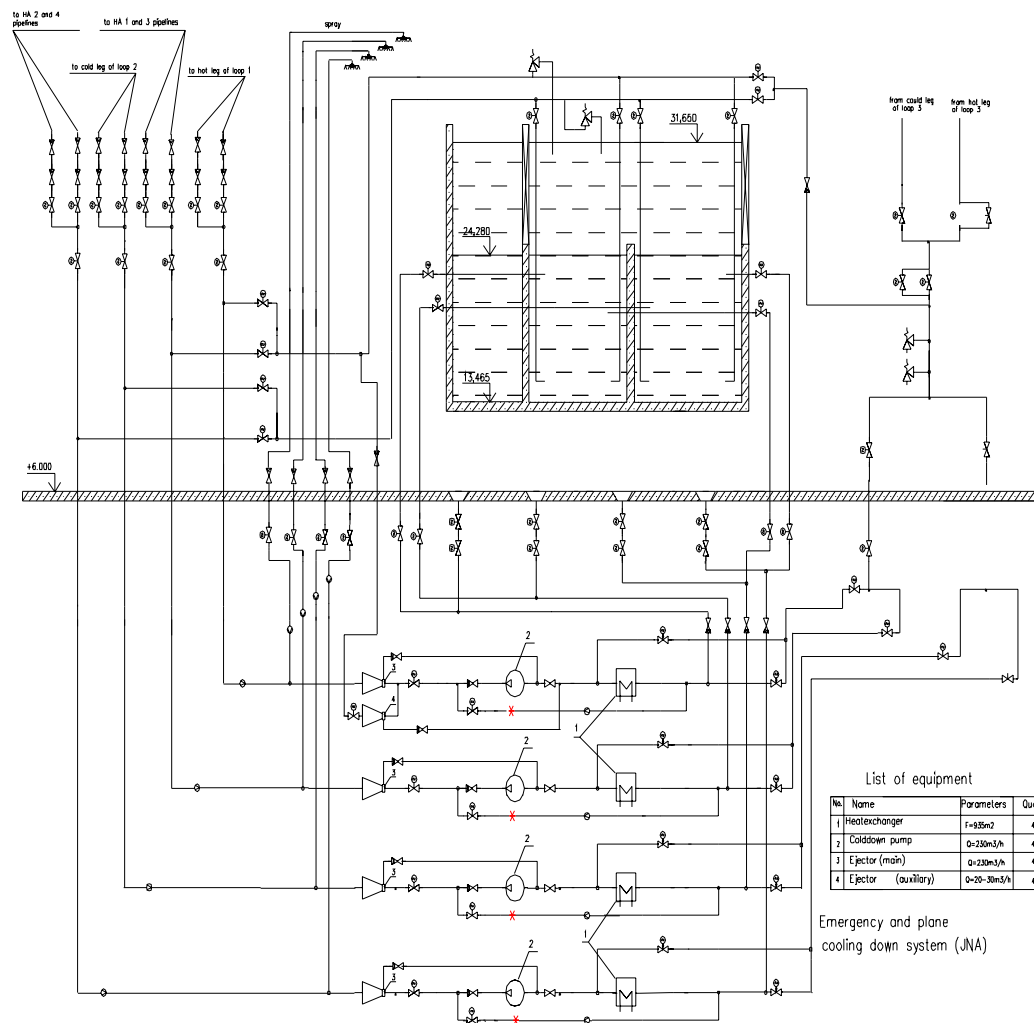 to HA 2 and 4
pipelines
to HA 1 and 3 pipelines
to cold leg of loop 2
to hot leg of loop 1
spray
from could leg
of loop 3
from hot leg
of loop 3
31,650
24,280
13,465
+6.000
2
3
4
1
2
3
2
3
1
2
3
List of equipment
No. Name Parameters
1 Heatexchanger F=935m2 4
2 Colddown pump Q=230m3/h 4
3 Ejector (main) Q=230m3/h 4
4 Ejector (auxiliary) Q=20-30m3/h
Emergency and plane
cooling down system (JNA)